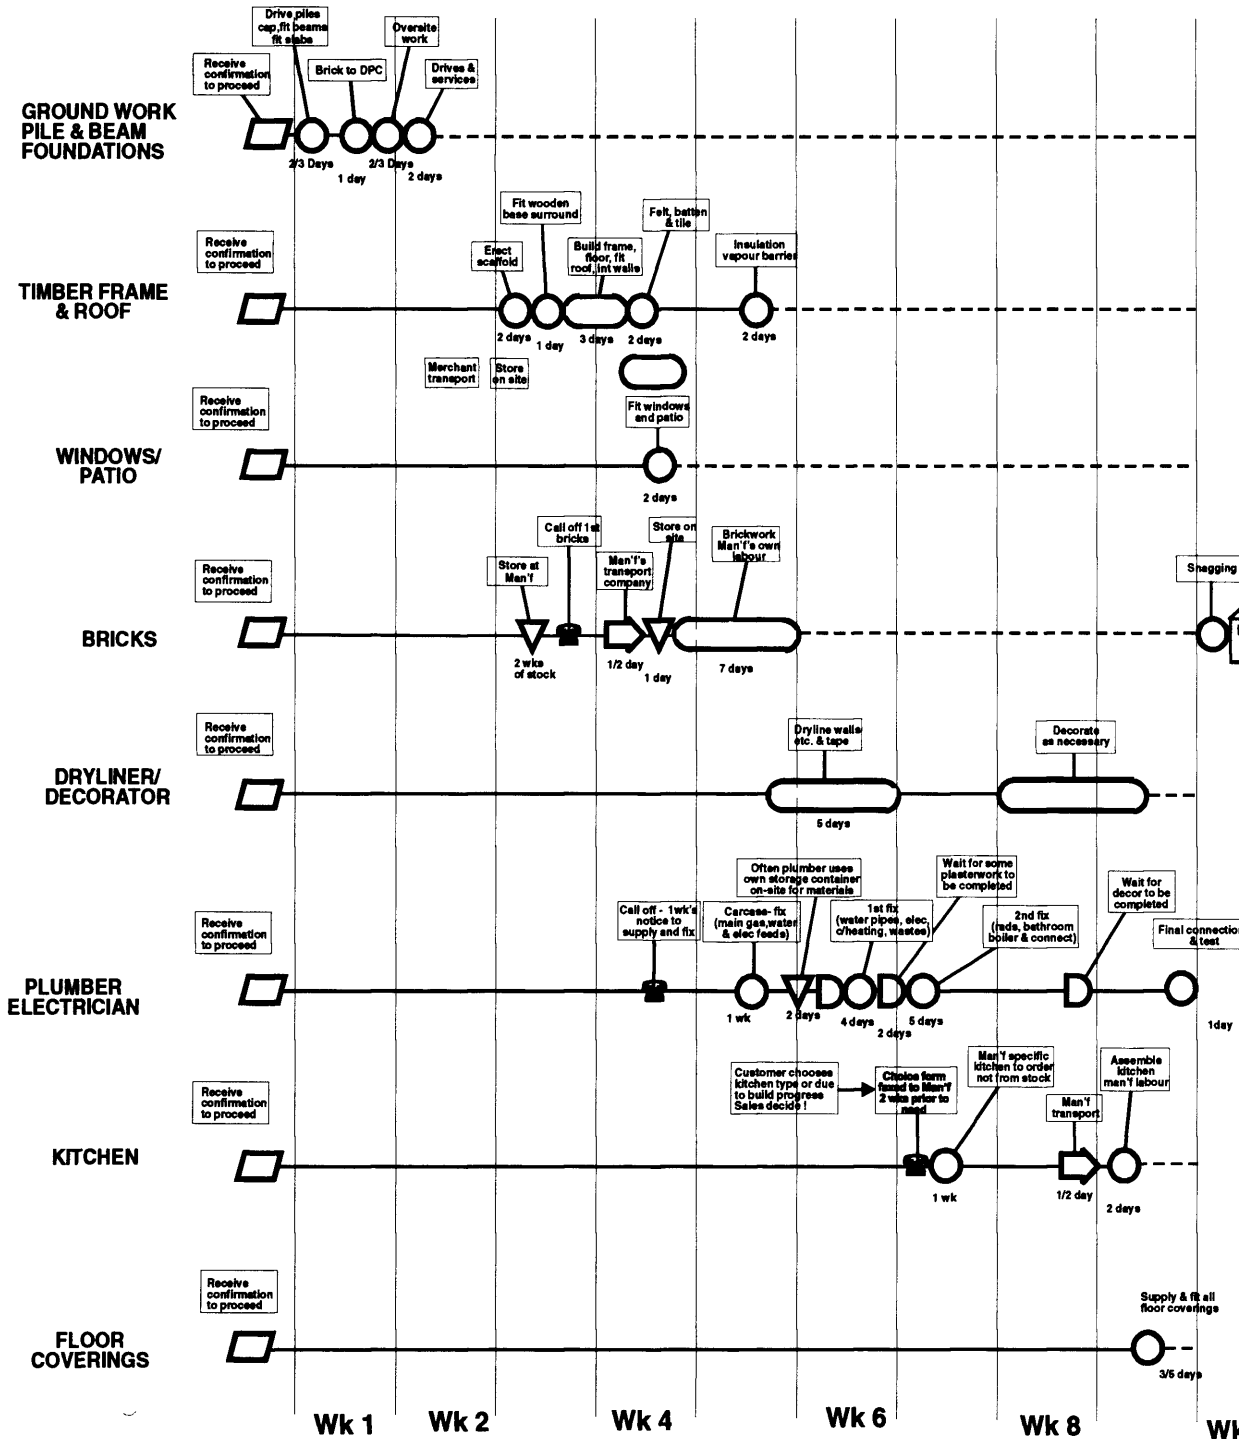 Drive piles
cap,fit beams
fit slabs
Oversite
work
Receive
confirmation
to proceed
Brick to DPC
Drives &
services
GROUND WORK
PILE & BEAM
FOUNDATIONS
2/3 Days
1 day
2/3 Days
2 days
Fit wooden
base surround
Felt, batten
& tile
Receive
confirmation
to proceed
Erect
scaffold
Build frame,
floor, fit
roof, int walls
Insulation
vapour barrier
TIMBER FRAME
& ROOF
2 days
1 day
3 days
2 days
2 days
Merchant
transport
Store
on site
Receive
confirmation
to proceed
Fit windows
and patio
WINDOWS/
PATIO
2 days
Call off 1st
bricks
Store on
site
Brickwork
Man'f's own
labour
Receive
confirmation
to proceed
Store at
Man'f
Man'f's
transport
company
Snagging
BRICKS
2 wks
of stock
1/2 day
1 day
7 days
Receive
confirmation
to proceed
Dryline walls
etc. & tape
Decorate
as necessary
DRYLINER/
DECORATOR
5 days
Often plumber uses
own storage container
on-site for materials
Wait for some
plasterwork to
be completed
Wait for
decor to be
completed
Receive
confirmation
to proceed
Call off - 1wk's
notice to
supply and fix
Carcase- fix
(main gas,water
& elec feeds)
1st fix
(water pipes, elec,
c/heating, wastes)
2nd fix
(rads, bathroom
boiler & connect)
Final connection
& test
PLUMBER
ELECTRICIAN
1 wk
2 days
4 days
2 days
5 days
1day
Receive
confirmation
to proceed
Customer chooses
kitchen type or due
to build progress
Sales decide !
Choice form
faxed to Man'f
2 wks prior to
need
Man'f specific
kitchen to order
not from stock
Assemble
kitchen
man'f labour
Man'f
transport
KITCHEN
1 wk
1/2 day
2 days
Receive
confirmation
to proceed
Supply & fit all
floor coverings
FLOOR
COVERINGS
3/5 days
Wk 1
Wk 2
Wk 4
Wk 6
Wk 8
Wk